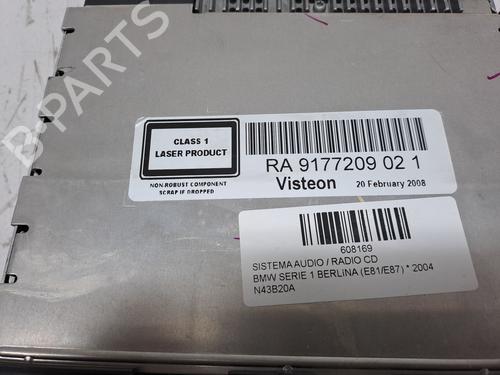 CLASS 1
LASER PRODUCT
NON-ROBUST COMPONENT
SCRAP IF DROPPED
RA 9177209 02 1
Visteon 20 February 2008
608169
SISTEMA AUDIO / RADIO CD
BMW SERIE 1 BERLINA (E81/E87) * 2004
N43B20A
B-PARTS